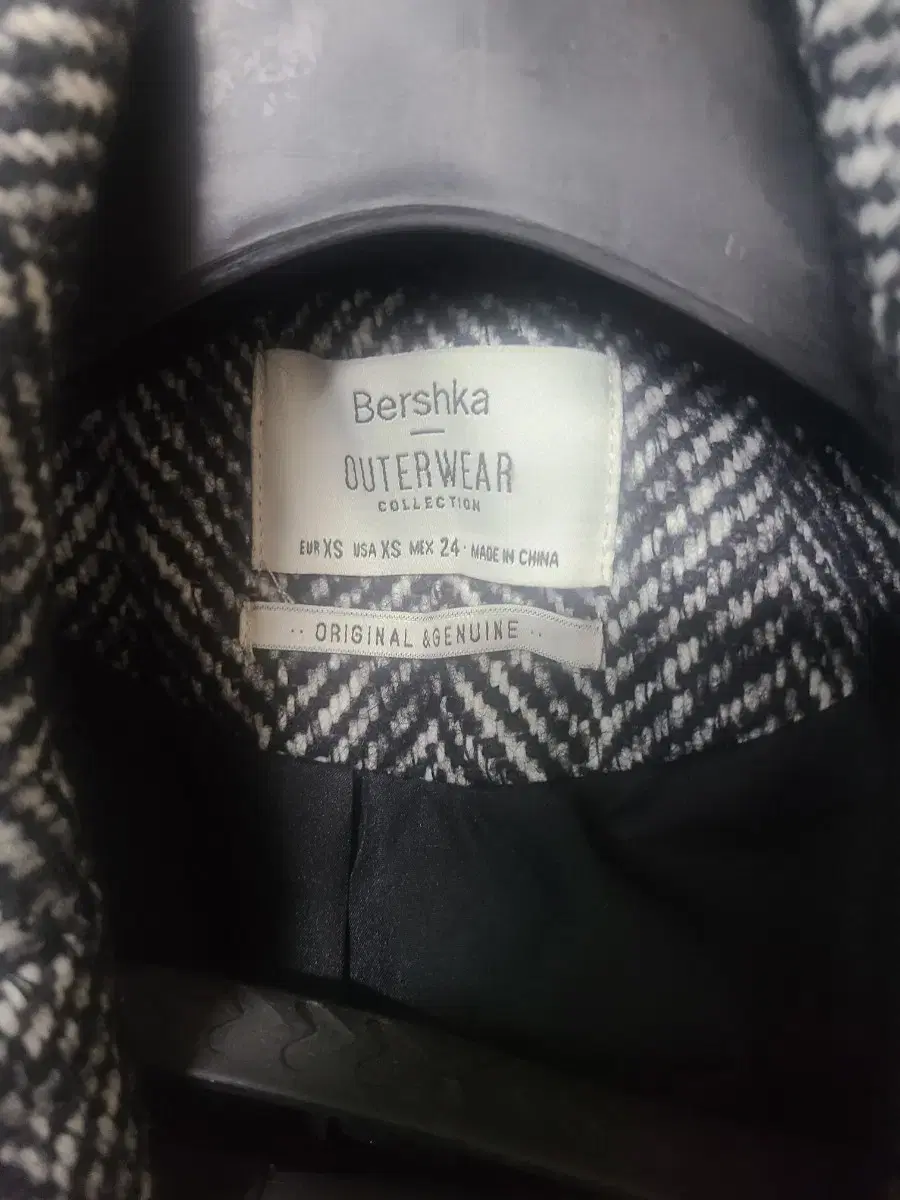 Bershka
OUTERWEAR
COLLECTION
EUR XS USA XS MEX 24 · MADE IN CHINA
·· ORIGINAL & GENUINE ··